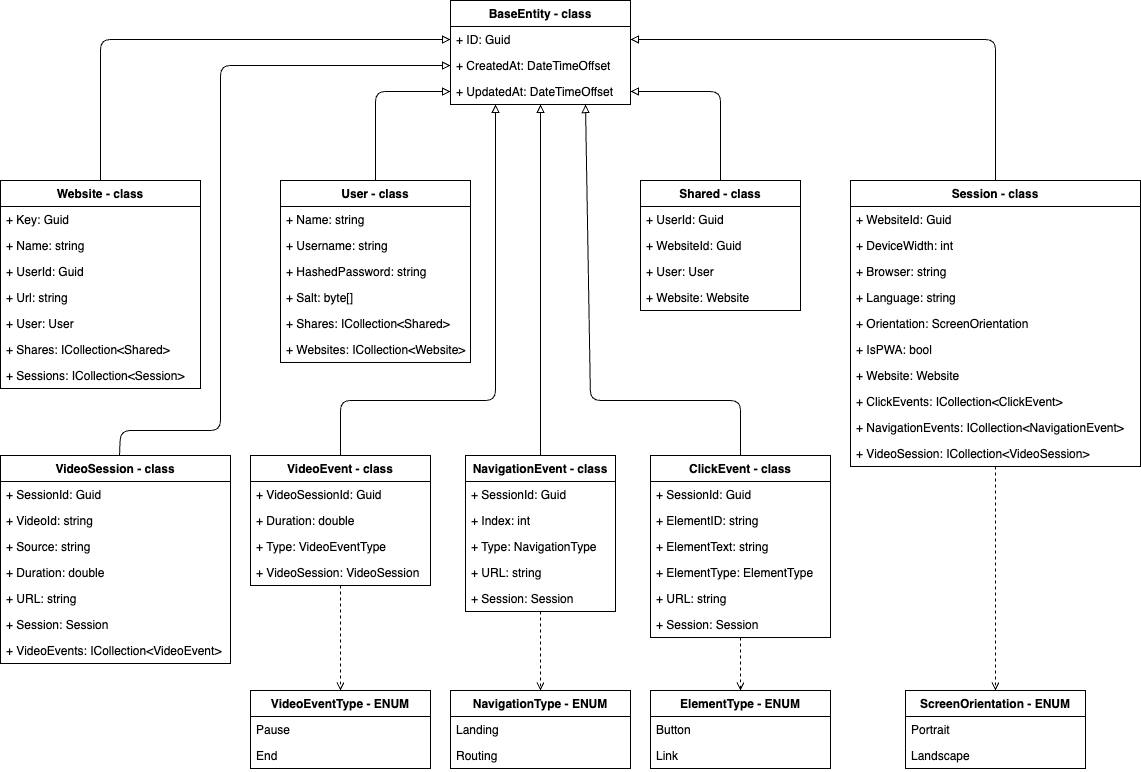 BaseEntity - class
+ ID: Guid
+ CreatedAt: DateTimeOffset
+ UpdatedAt: DateTimeOffset
Website - class
+ Key: Guid
+ Name: string
+ UserId: Guid
+ Url: string
+ User: User
+ Shares: ICollection<Shared>
+ Sessions: ICollection<Session>
User - class
+ Name: string
+ Username: string
+ HashedPassword: string
+ Salt: byte[]
+ Shares: ICollection<Shared>
+ Websites: ICollection<Website>
Shared - class
+ UserId: Guid
+ WebsiteId: Guid
+ User: User
+ Website: Website
Session - class
+ WebsiteId: Guid
+ DeviceWidth: int
+ Browser: string
+ Language: string
+ Orientation: ScreenOrientation
+ IsPWA: bool
+ Website: Website
+ ClickEvents: ICollection<ClickEvent>
+ NavigationEvents: ICollection<NavigationEvent>
+ VideoSession: ICollection<VideoSession>
VideoSession - class
+ SessionId: Guid
+ VideoId: string
+ Source: string
+ Duration: double
+ URL: string
+ Session: Session
+ VideoEvents: ICollection<VideoEvent>
VideoEvent - class
+ VideoSessionId: Guid
+ Duration: double
+ Type: VideoEventType
+ VideoSession: VideoSession
NavigationEvent - class
+ SessionId: Guid
+ Index: int
+ Type: NavigationType
+ URL: string
+ Session: Session
ClickEvent - class
+ SessionId: Guid
+ ElementID: string
+ ElementText: string
+ ElementType: ElementType
+ URL: string
+ Session: Session
VideoEventType - ENUM
Pause
End
NavigationType - ENUM
Landing
Routing
ElementType - ENUM
Button
Link
ScreenOrientation - ENUM
Portrait
Landscape